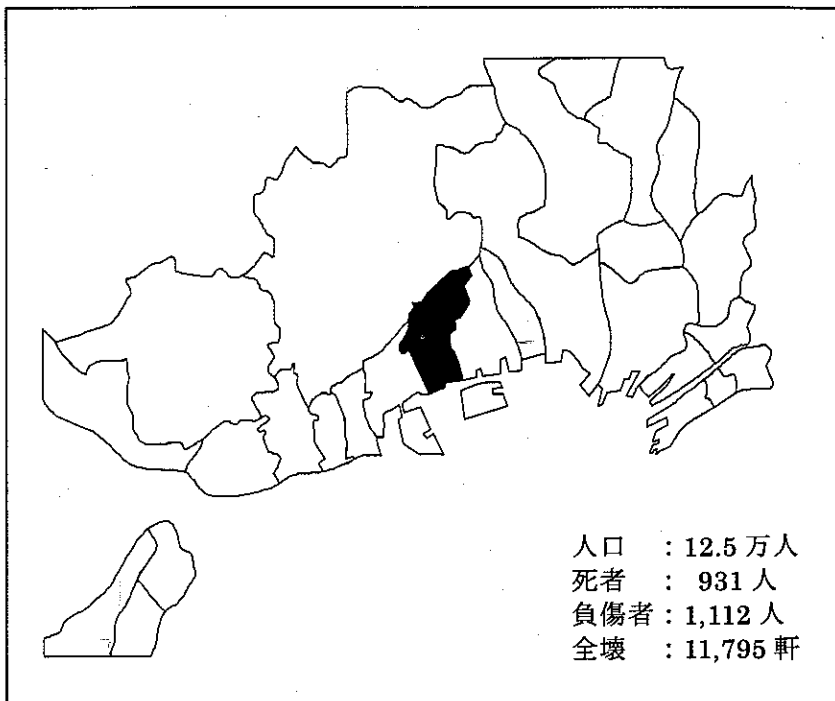 人口　：12.5 万人
死者　：　931 人
負傷者：1,112 人
全壊　：11,795 軒